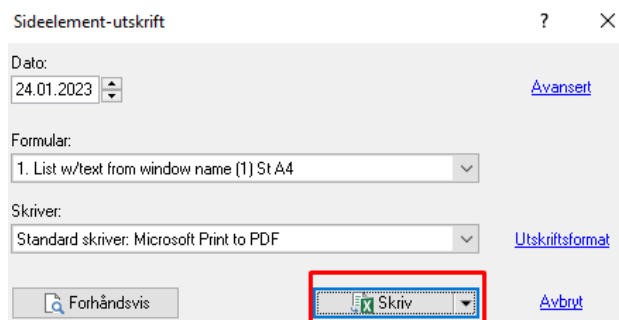 Sideelement-utskrift ?
Dato:
24.01.2023
Avansert
Formular:
1. List w/text from window name (1) St A4
Skriver:
Standard skriver: Microsoft Print to PDF
Utskriftsformat
Forhåndsvis
Skriv
Avbryt